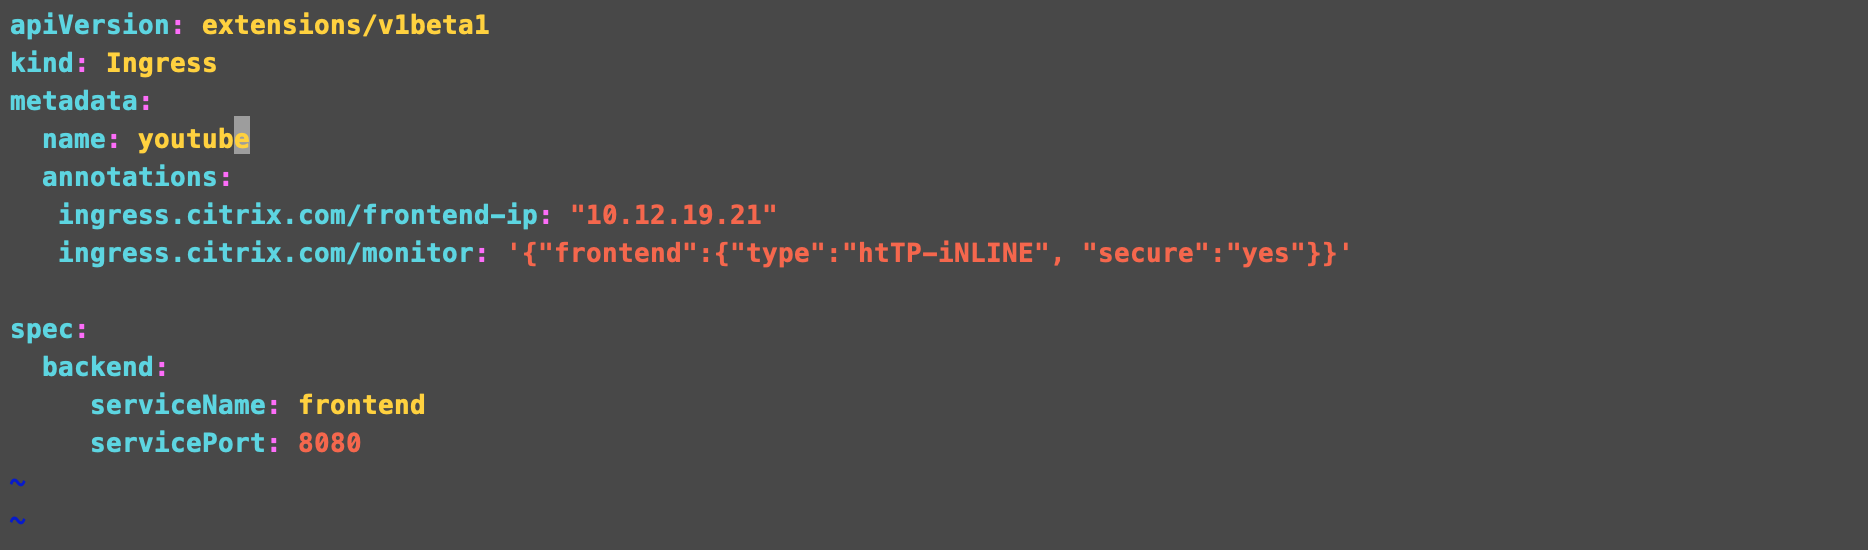 apiVersion: extensions/v1beta1
kind: Ingress
metadata:
  name: youtube
  annotations:
   ingress.citrix.com/frontend-ip: "10.12.19.21"
   ingress.citrix.com/monitor: '{"frontend":{"type":"htTP-iNLINE", "secure":"yes"}}'

spec:
  backend:
     serviceName: frontend
     servicePort: 8080
~
~